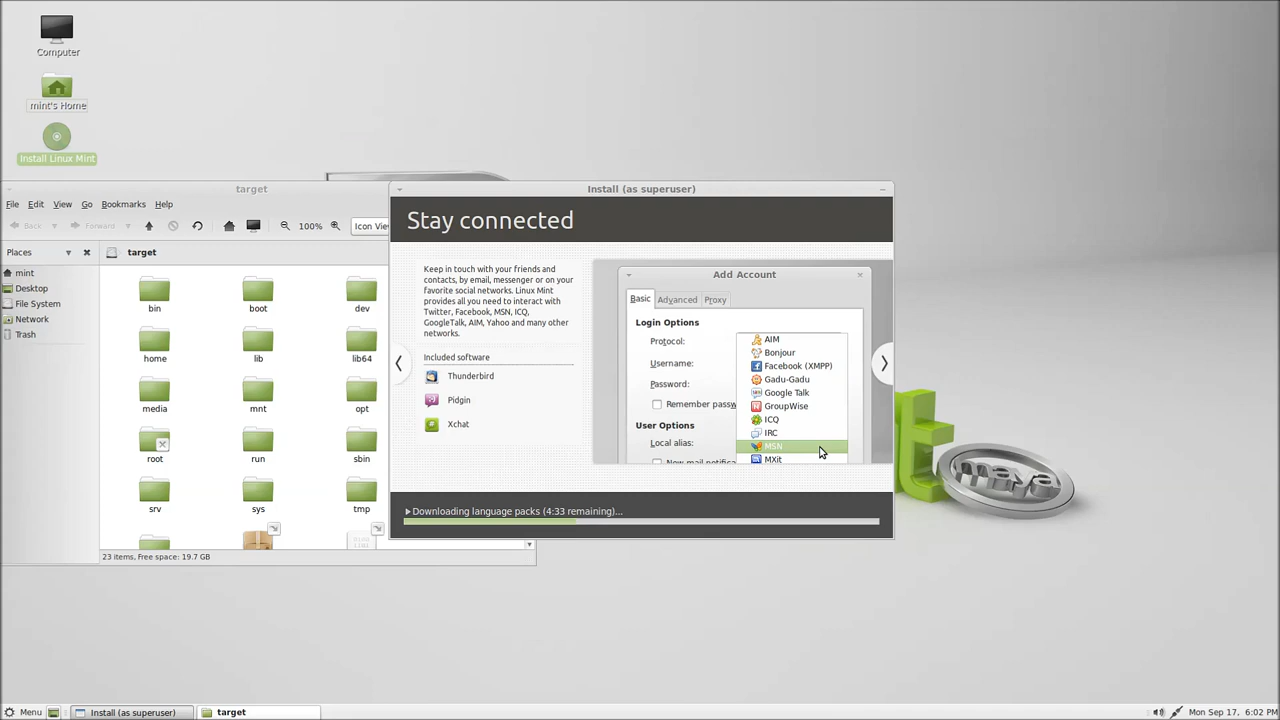 Computer
mint's Home
Install Linux Mint
target
File Edit View Go Bookmarks Help
Back Forward 100% Icon Vie
Places
target
mint
Desktop
File System
Network
Trash
bin boot dev
home lib lib64
media mnt opt
root run sbin
srv sys tmp
23 items, Free space: 19.7 GB
Install (as superuser)
Stay connected
Keep in touch with your friends and
contacts, by email, messenger or on your
favorite social networks. Linux Mint
provides all you need to interact with
Twitter, Facebook, MSN, ICQ,
GoogleTalk, AIM, Yahoo and many other
networks.
Included software
Thunderbird
Pidgin
Xchat
Add Account
Basic Advanced Proxy
Login Options
Protocol:
Username:
Password:
Remember passw
User Options
Local alias:
New mail notifica
AIM
Bonjour
Facebook (XMPP)
Gadu-Gadu
Google Talk
GroupWise
ICQ
IRC
MSN
MXit
Downloading language packs (4:33 remaining)...
t
maya
Menu Install (as superuser) target Mon Sep 17, 6:02 PM